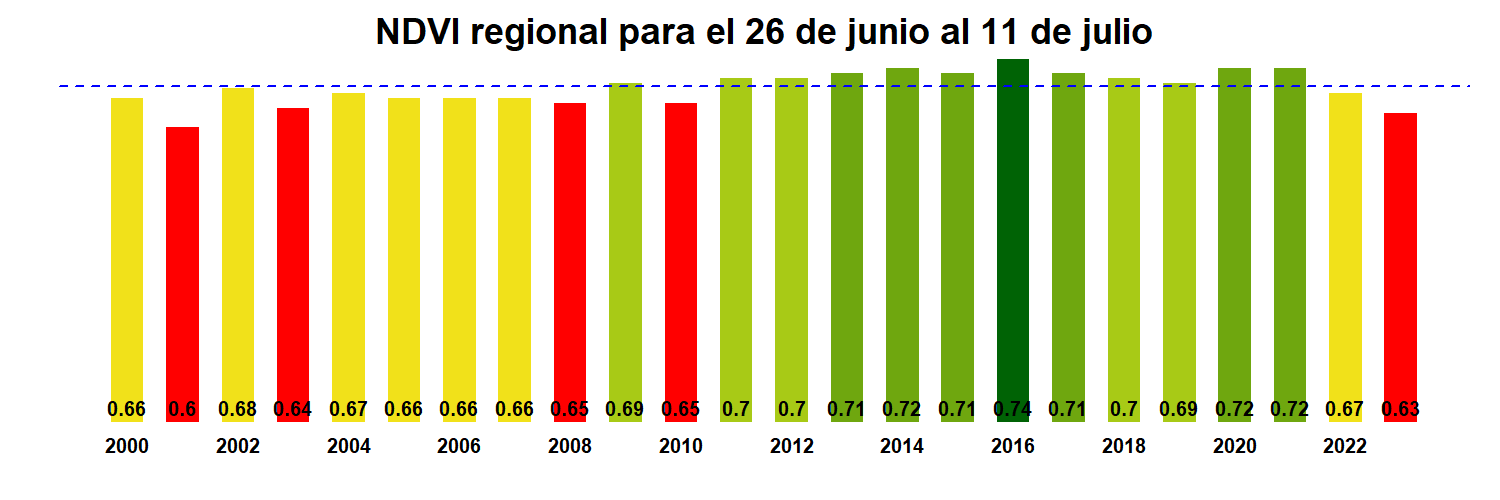 NDVI regional para el 26 de junio al 11 de julio
0.66 0.6 0.68 0.64 0.67 0.66 0.66 0.66 0.65 0.69 0.65 0.7 0.7 0.71 0.72 0.71 0.74 0.71 0.7 0.69 0.72 0.72 0.67 0.63
2000 2002 2004 2006 2008 2010 2012 2014 2016 2018 2020 2022